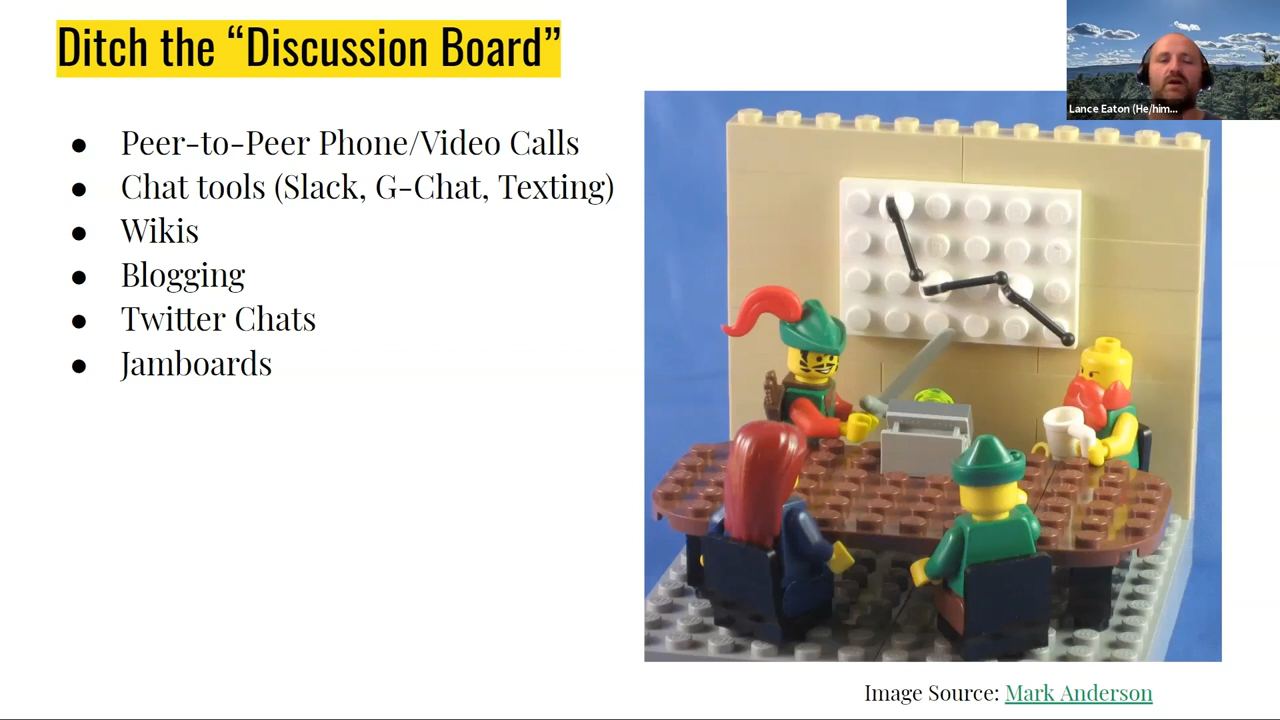 Ditch the “Discussion Board”
Lance Eaton (He/him...
● Peer-to-Peer Phone/Video Calls
● Chat tools (Slack, G-Chat, Texting)
● Wikis
● Blogging
● Twitter Chats
● Jamboards
Image Source: Mark Anderson